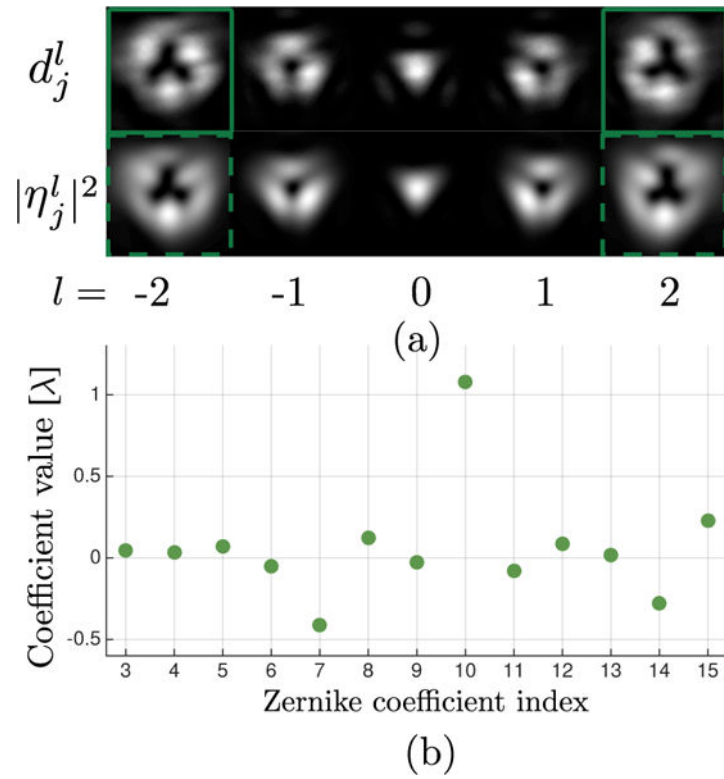 d_j^l
|η_j^l|^2
l = -2 -1 0 1 2
(a)
Coefficient value [λ]
1
0.5
0
-0.5
3 4 5 6 7 8 9 10 11 12 13 14 15
Zernike coefficient index
(b)